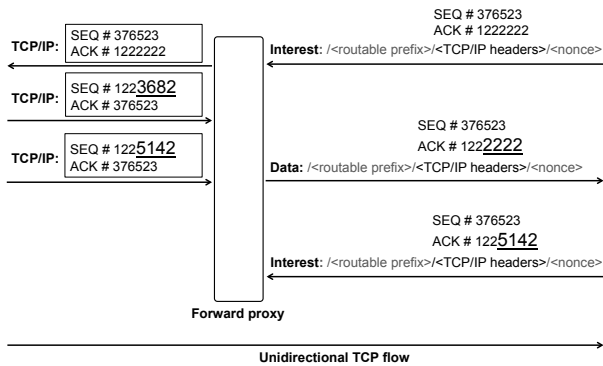 SEQ # 376523
ACK # 1222222
TCP/IP:
SEQ # 376523
ACK # 1222222
Interest: /<routable prefix>/<TCP/IP headers>/<nonce>
TCP/IP:
SEQ # 1223682
ACK # 376523
TCP/IP:
SEQ # 1225142
ACK # 376523
SEQ # 376523
ACK # 1222222
Data: /<routable prefix>/<TCP/IP headers>/<nonce>
SEQ # 376523
ACK # 1225142
Interest: /<routable prefix>/<TCP/IP headers>/<nonce>
Forward proxy
Unidirectional TCP flow